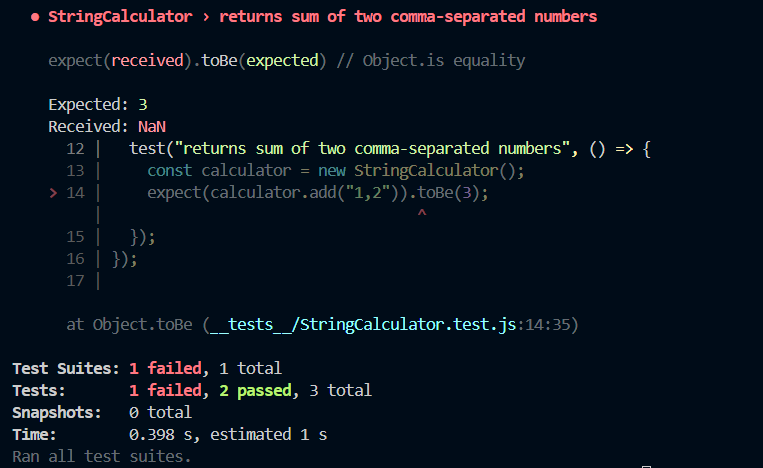 ● StringCalculator › returns sum of two comma-separated numbers
expect(received).toBe(expected) // Object.is equality
Expected: 3
Received: NaN
12 |   test("returns sum of two comma-separated numbers", () => {
13 |     const calculator = new StringCalculator();
> 14 |     expect(calculator.add("1,2")).toBe(3);
|                                   ^
15 |   });
16 | });
17 |
at Object.toBe (__tests__/StringCalculator.test.js:14:35)
Test Suites: 1 failed, 1 total
Tests:       1 failed, 2 passed, 3 total
Snapshots:   0 total
Time:        0.398 s, estimated 1 s
Ran all test suites.